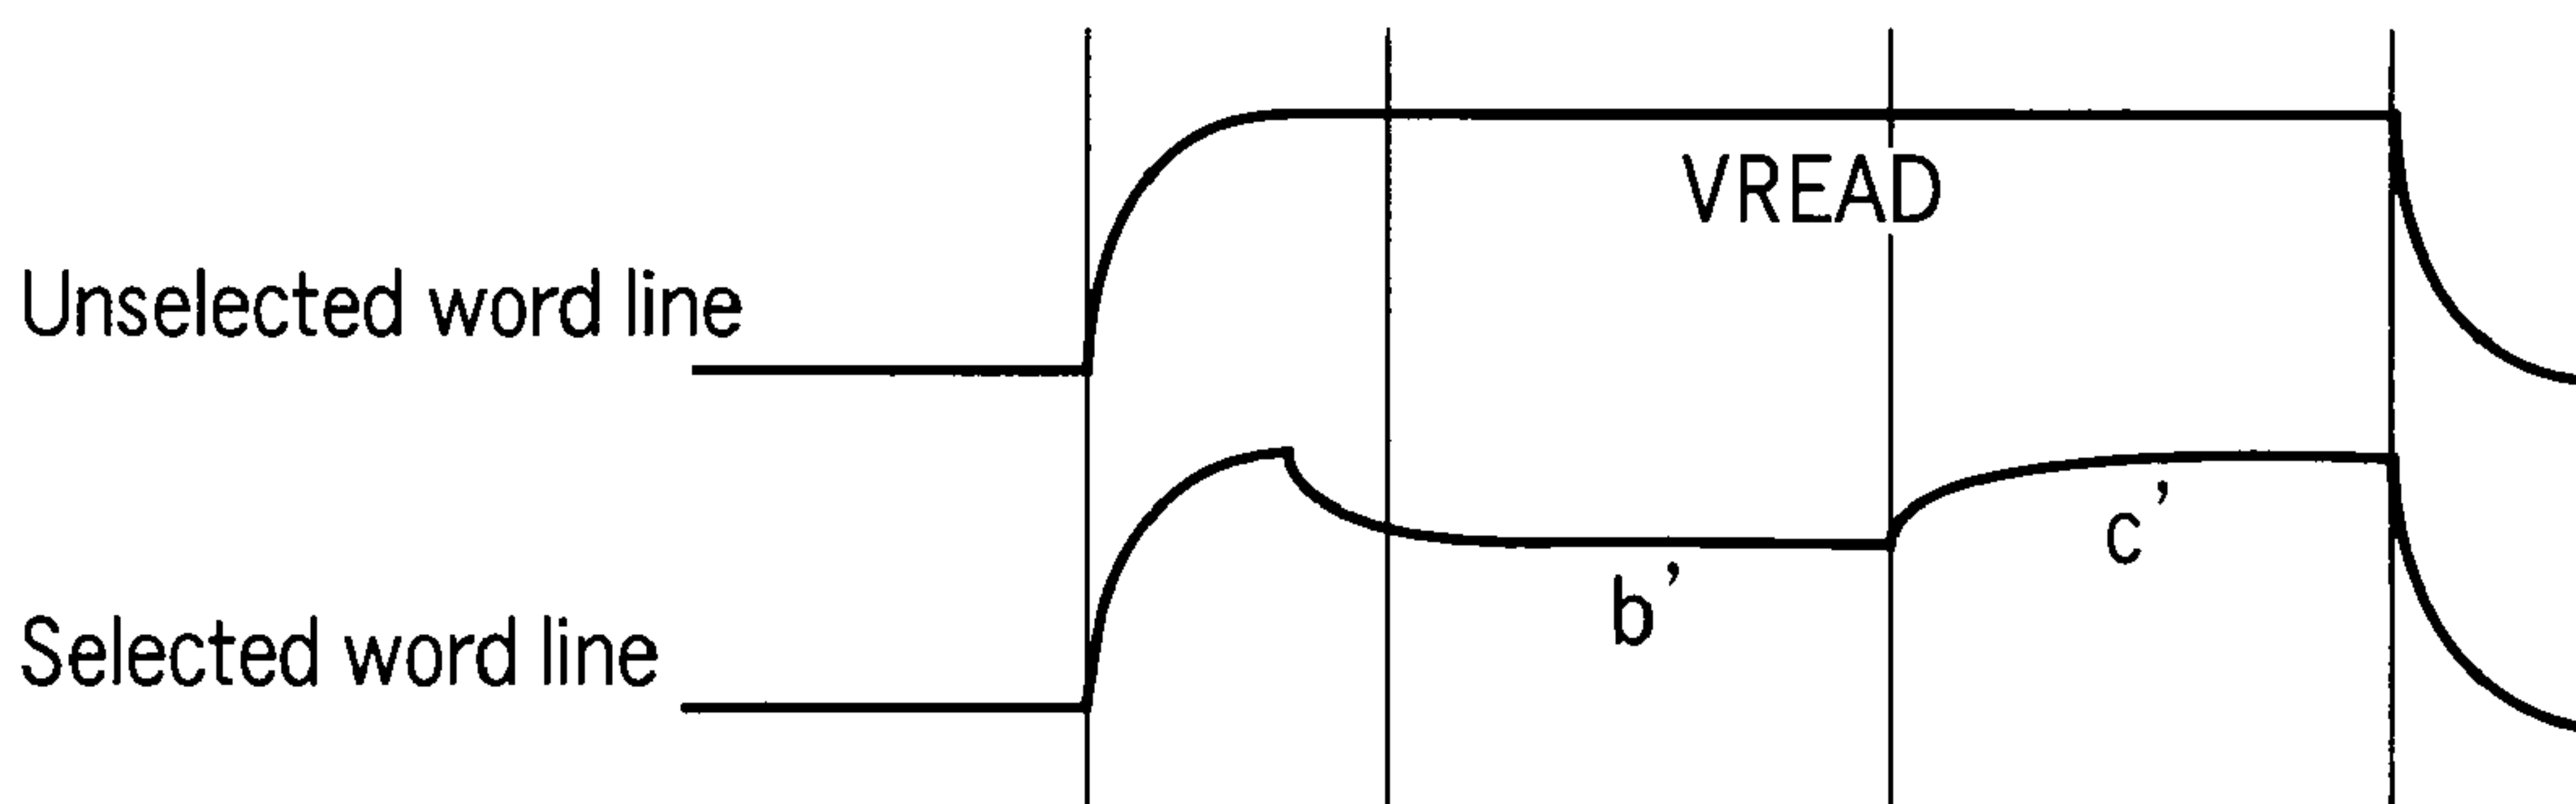 VREAD
Unselected word line
c’
b’
Selected word line